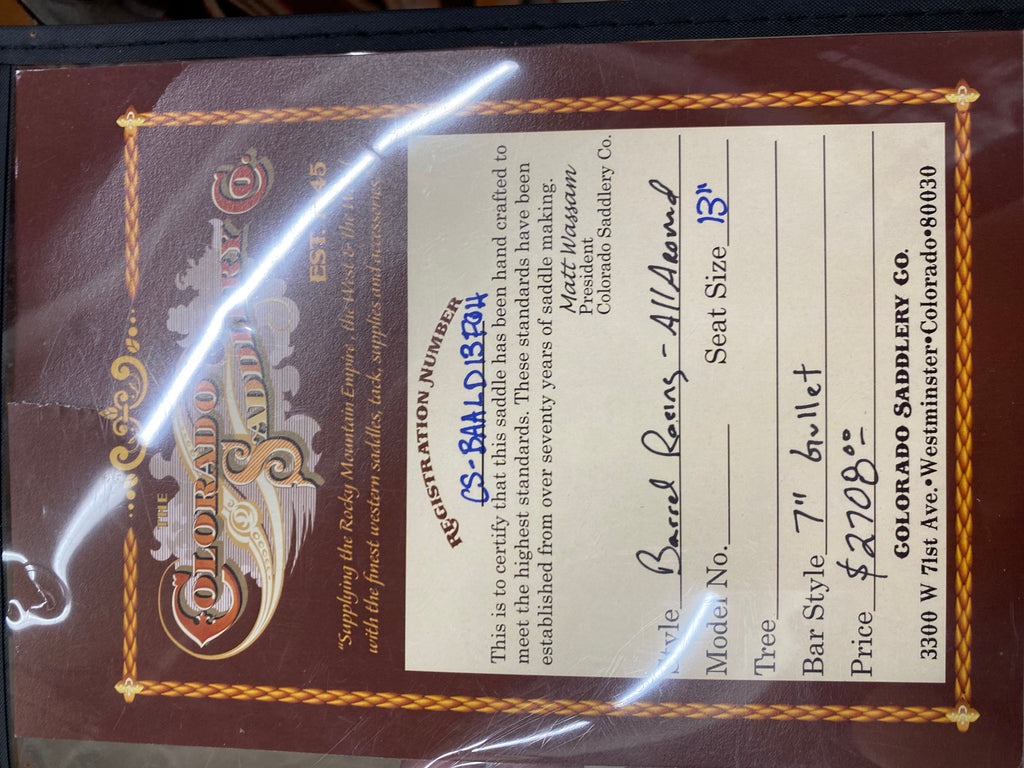 THE
COLORADO
SADDLERY CO.
EST. 1945
"Supplying the Rocky Mountain Empire, the West & the
with the finest western saddles, tack, supplies and accessories"
REGISTRATION NUMBER
CS-BAALD13FQH
This is to certify that this saddle has been hand crafted to
meet the highest standards. These standards have been
established from over seventy years of saddle making.
Matt Wassam
President
Colorado Saddlery Co.
Style Barrel Racing - All Around
Model No. Seat Size 13"
Tree
Bar Style 7" Gullet
Price $2708.00
COLORADO SADDLERY CO.
3300 W 71st Ave.•Westminster•Colorado•80030